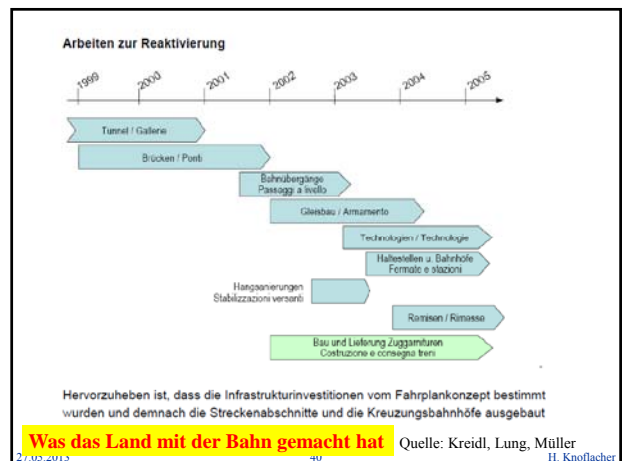 Arbeiten zur Reaktivierung
1999 2000 2001 2002 2003 2004 2005
Tunnel / Gallerie
Brücken / Ponti
Bahnübergänge
Passaggi a livello
Gleisbau / Armamento
Technologien / Technologie
Haltestellen u. Bahnhöfe
Fermate e stazioni
Hangsanierungen
Stabilizzazioni versanti
Remisen / Rimesse
Bau und Lieferung Zuggarnituren
Costruzione e consegna treni
Hervorzuheben ist, dass die Infrastrukturinvestitionen vom Fahrplankonzept bestimmt
wurden und demnach die Streckenabschnitte und die Kreuzungsbahnhöfe ausgebaut
Was das Land mit der Bahn gemacht hat Quelle: Kreidl, Lung, Müller
27.05.2013 40 H. Knoflacher